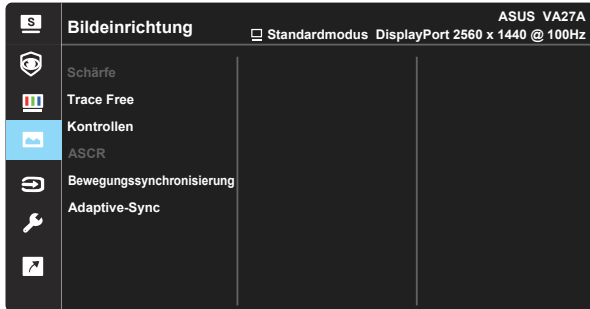 S
Bildeinrichtung
ASUS VA27A
Standardmodus DisplayPort 2560 x 1440 @ 100Hz
Schärfe
Trace Free
Kontrollen
ASCR
Bewegungssynchronisierung
Adaptive-Sync